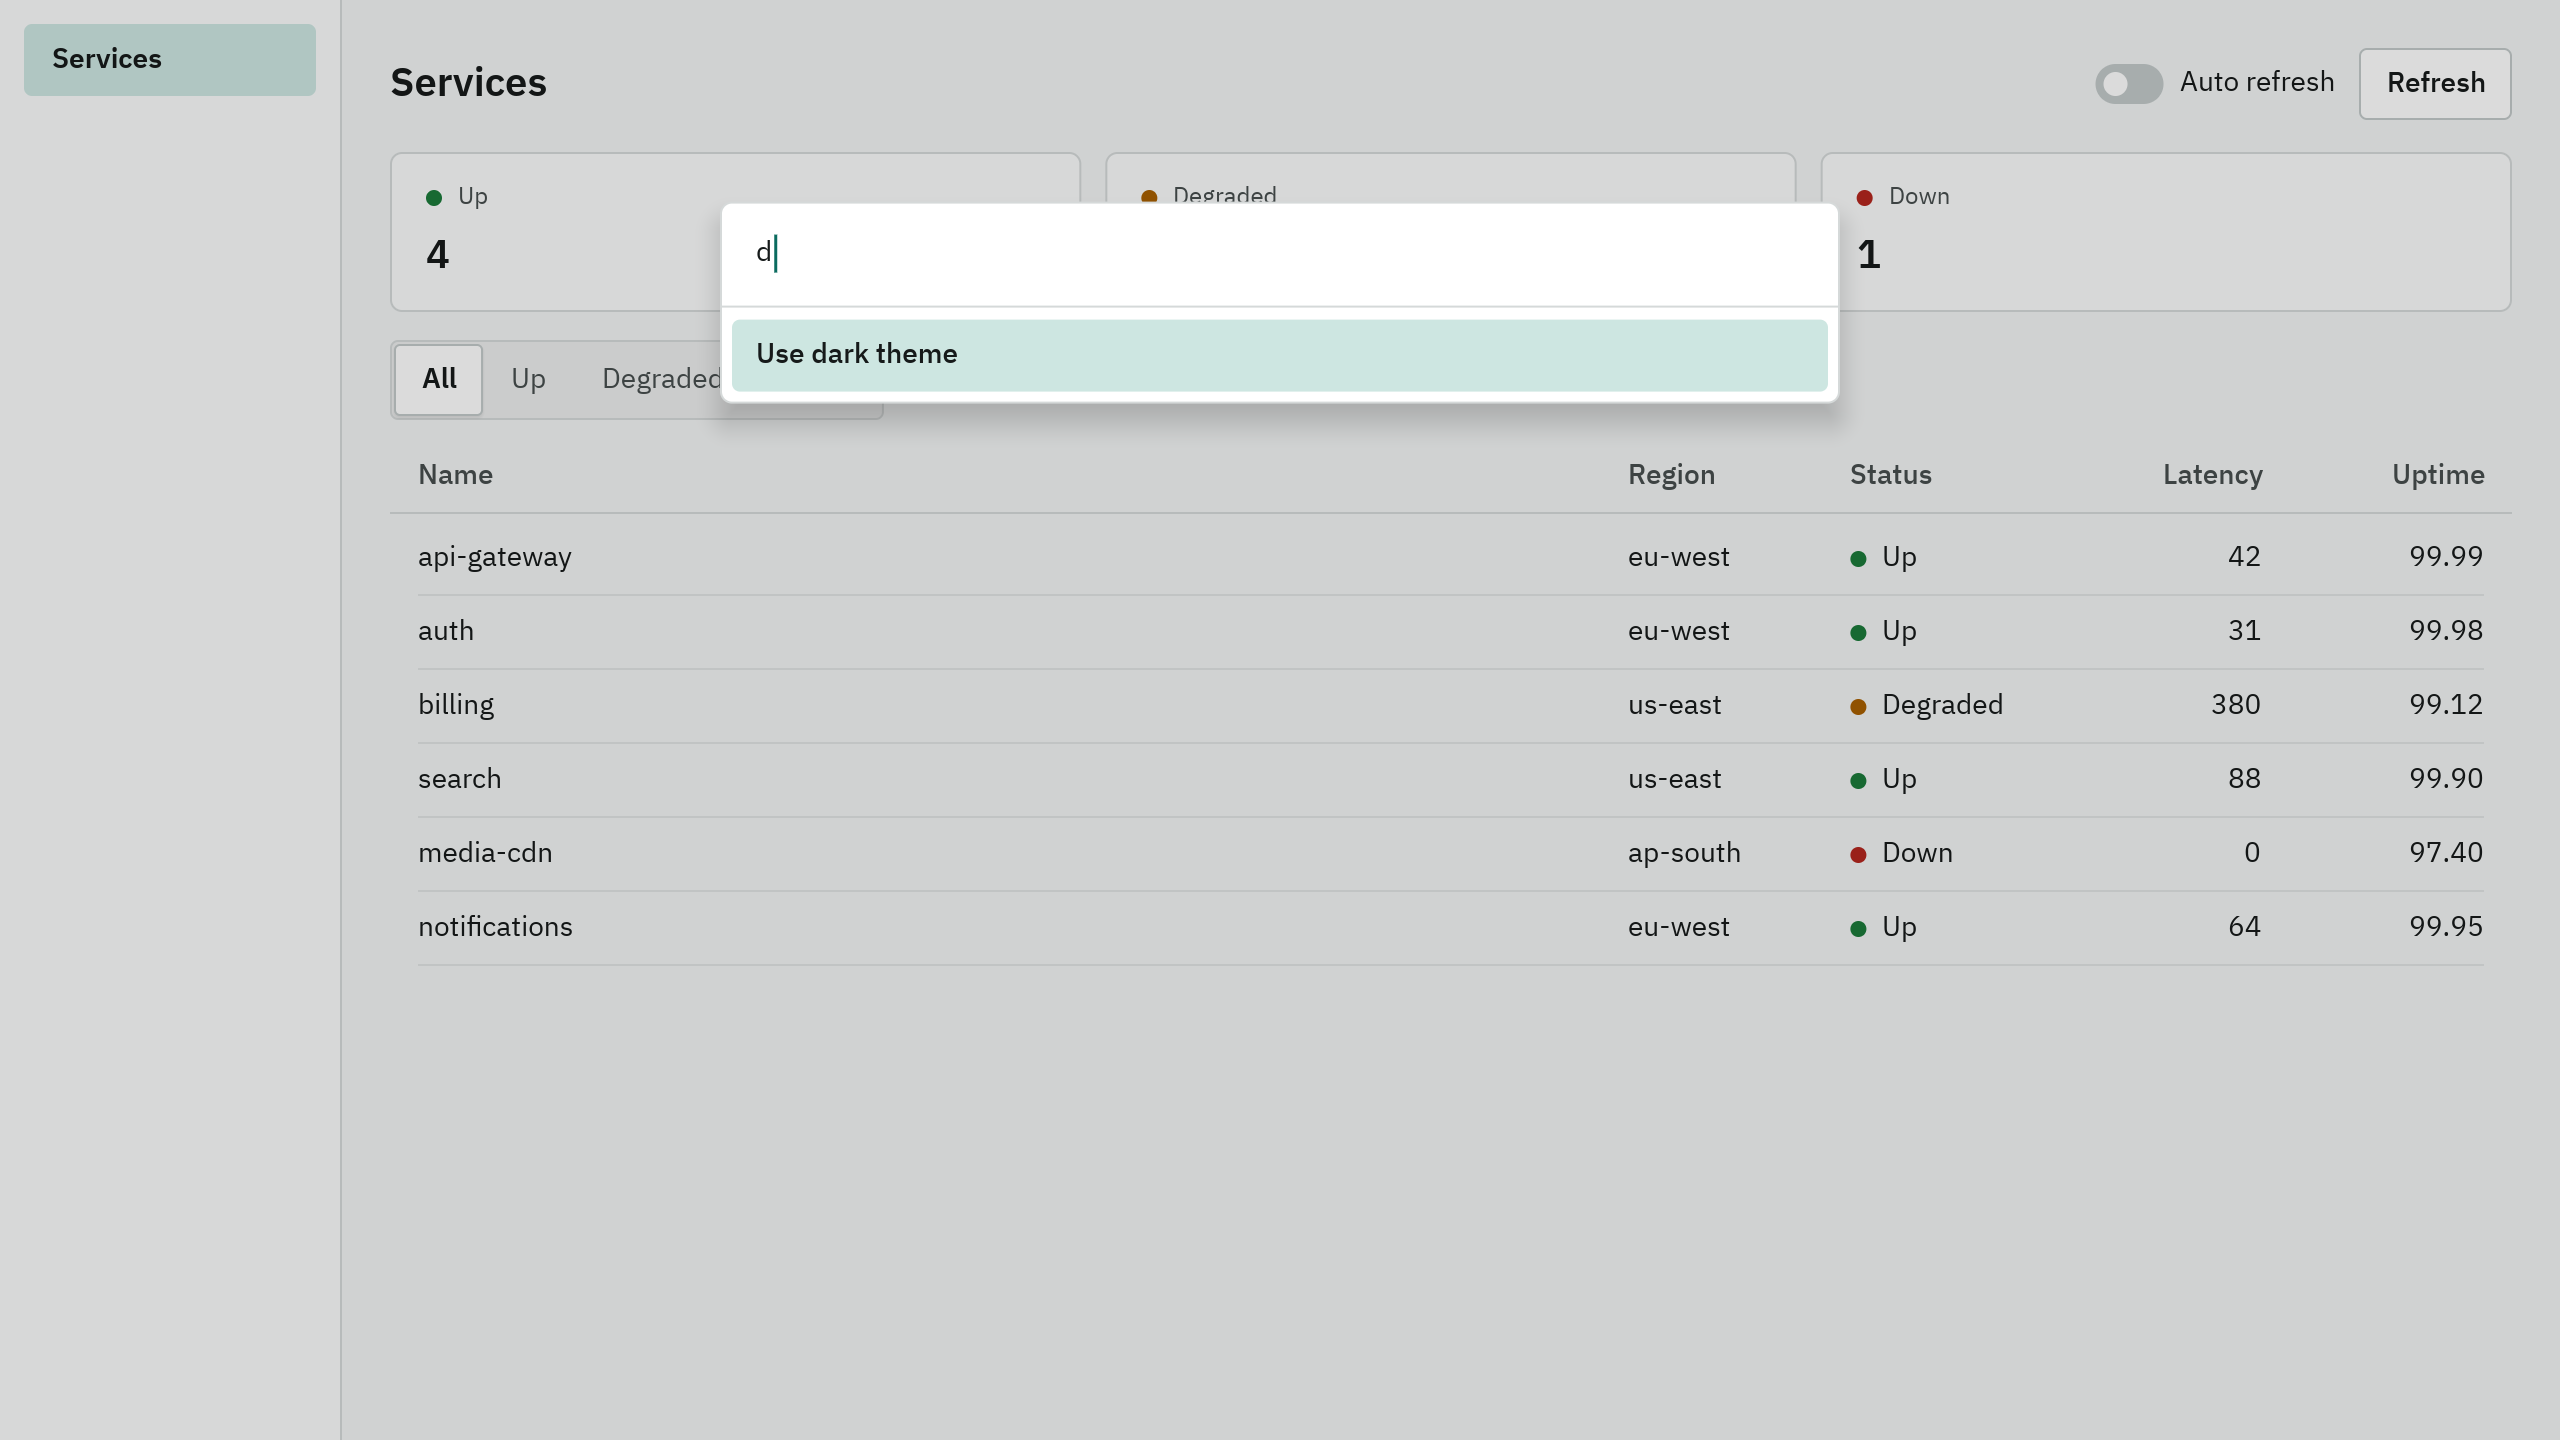 Services
Services
Auto refresh
Refresh
Up
4
Degraded
Down
1
d
Use dark theme
All
Up
Degraded
Name Region Status Latency Uptime
api-gateway eu-west Up 42 99.99
auth eu-west Up 31 99.98
billing us-east Degraded 380 99.12
search us-east Up 88 99.90
media-cdn ap-south Down 0 97.40
notifications eu-west Up 64 99.95